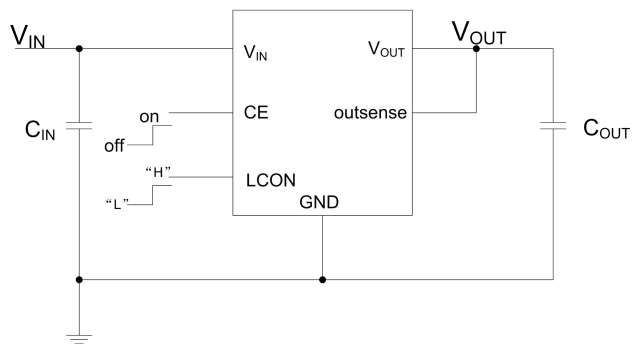 VIN
VOUT
VIN
VOUT
on
CE
outsense
CIN
off
COUT
“H”
LCON
“L”
GND